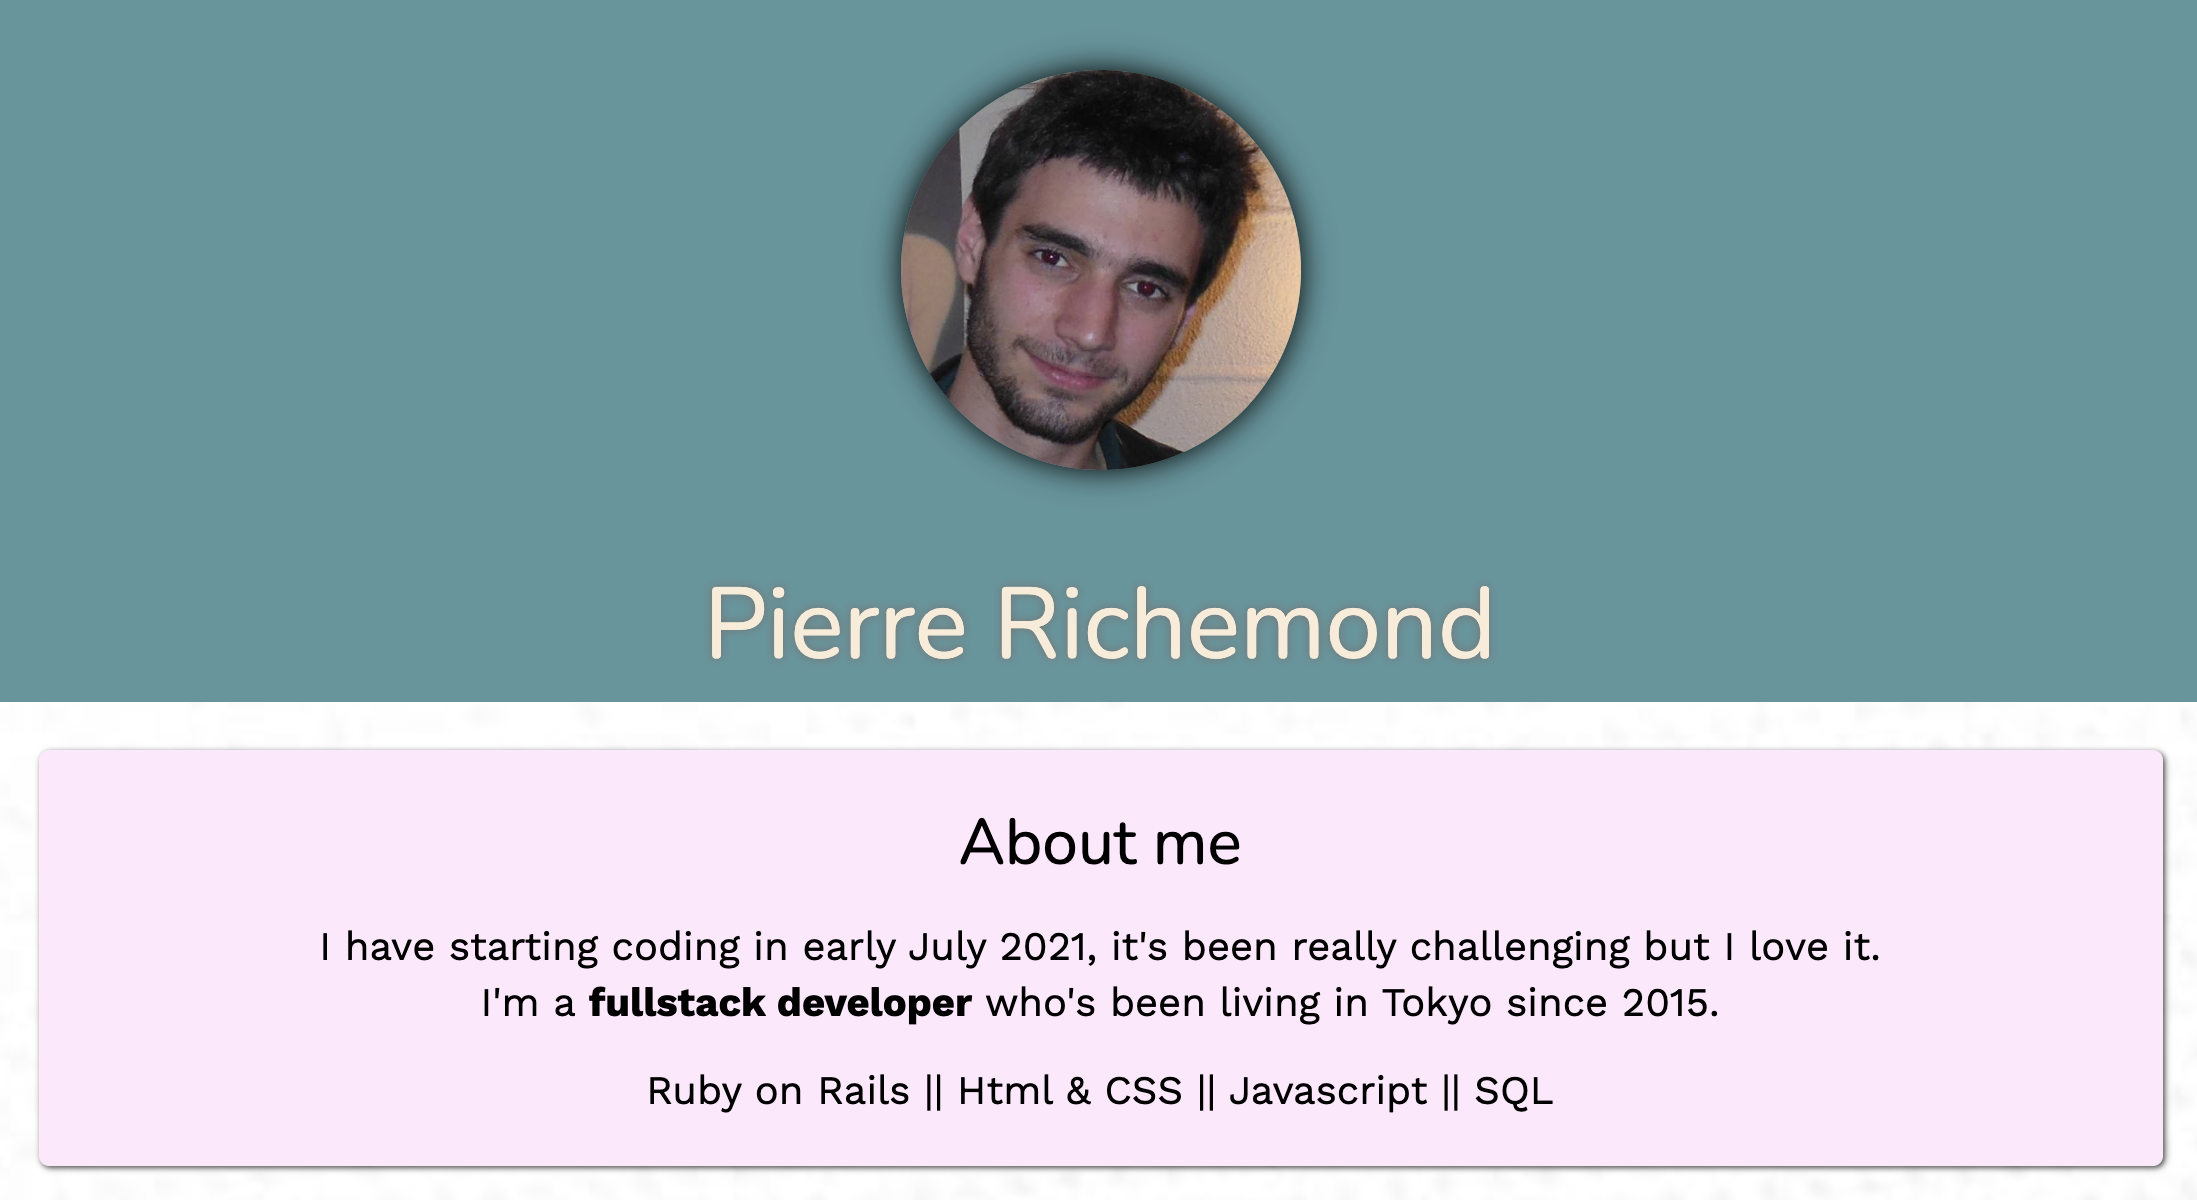 Pierre Richemond
About me
I have starting coding in early July 2021, it's been really challenging but I love it.
I'm a fullstack developer who's been living in Tokyo since 2015.
Ruby on Rails || Html & CSS || Javascript || SQL